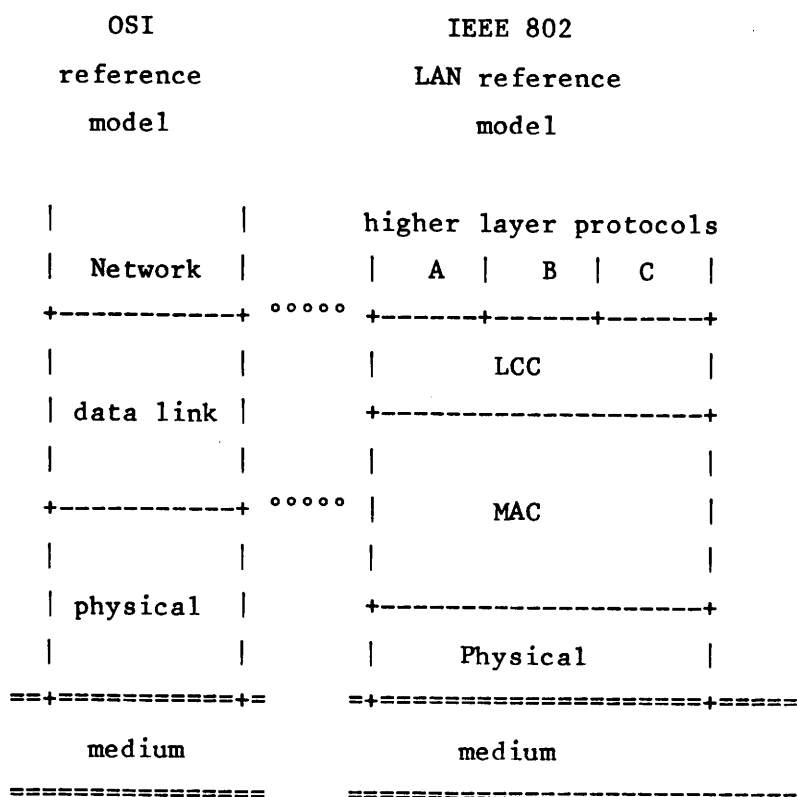 OSI IEEE 802
reference LAN reference
model model
| | higher layer protocols
| Network | | A | B | C |
+-----------+ °°°°° +------+------+------+
| | | LCC |
| data link | +--------------------+
| | | |
+-----------+ °°°°° | MAC |
| | | |
| physical | +--------------------+
| | | Physical |
==+===========+= =+====================+=====
medium medium
================ ============================